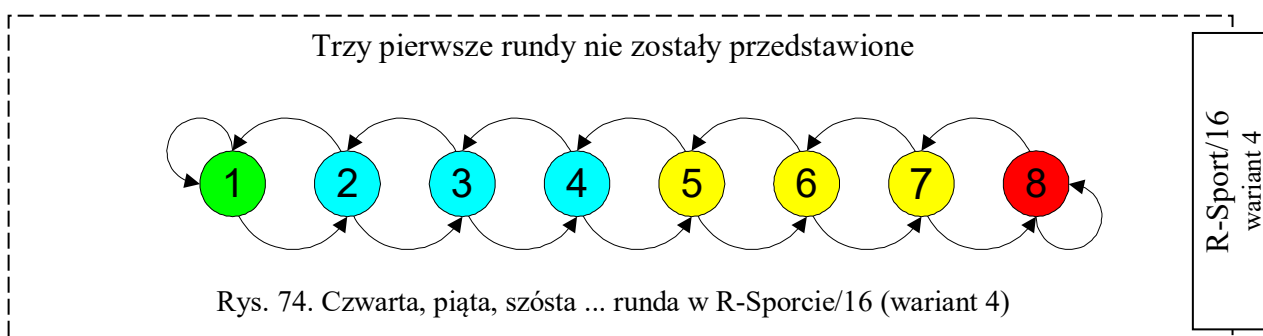 Trzy pierwsze rundy nie zostały przedstawione
R-Sport/16
wariant 4
1 2 3 4 5 6 7 8
Rys. 74. Czwarta, piąta, szósta ... runda w R-Sporcie/16 (wariant 4)